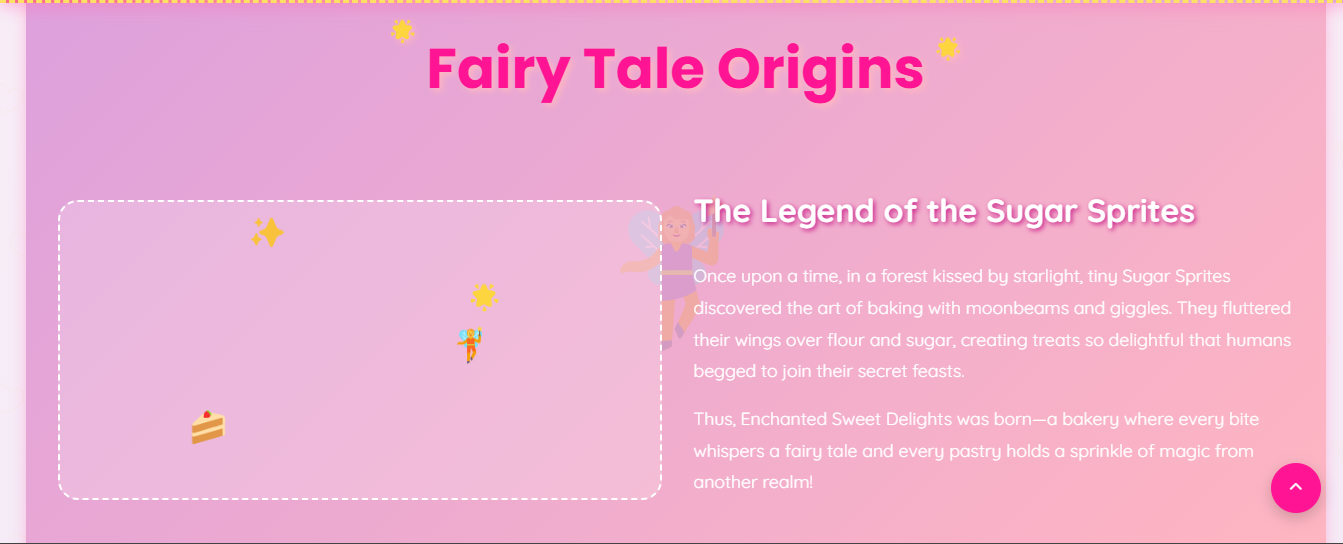 Fairy Tale Origins
The Legend of the Sugar Sprites
Once upon a time, in a forest kissed by starlight, tiny Sugar Sprites
discovered the art of baking with moonbeams and giggles. They fluttered
their wings over flour and sugar, creating treats so delightful that humans
begged to join their secret feasts.
Thus, Enchanted Sweet Delights was born—a bakery where every bite
whispers a fairy tale and every pastry holds a sprinkle of magic from
another realm!